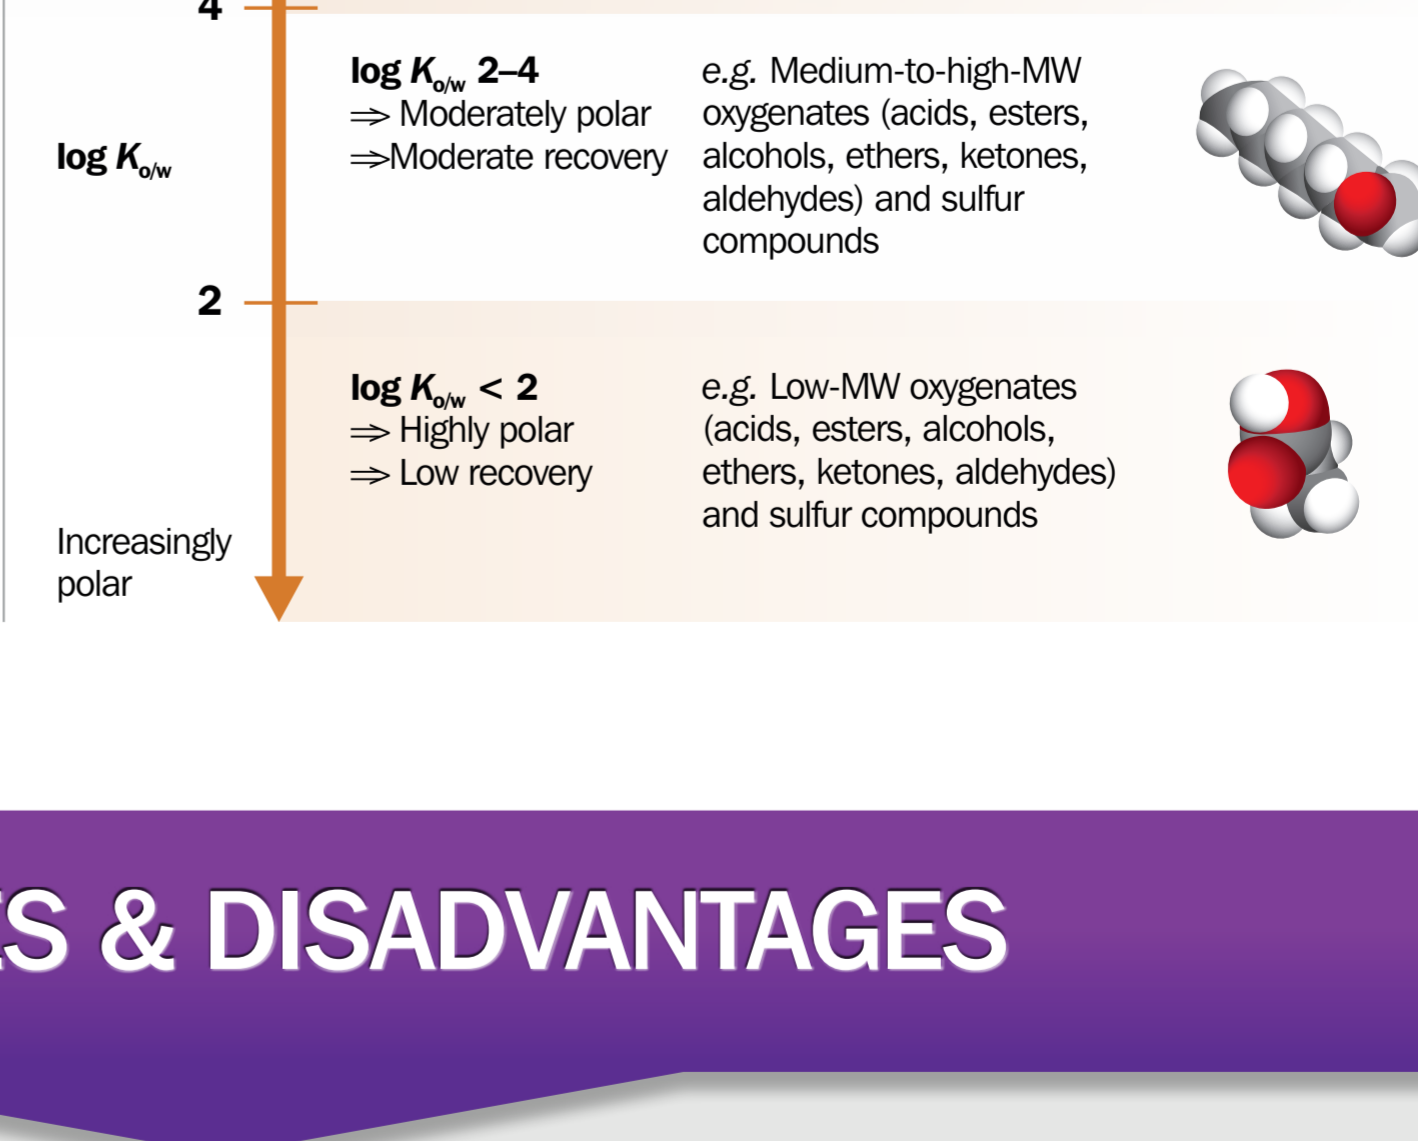 4
log Ko/w 2–4
⇒ Moderately polar
⇒Moderate recovery
e.g. Medium-to-high-MW
oxygenates (acids, esters,
alcohols, ethers, ketones,
aldehydes) and sulfur
compounds
log Ko/w
2
log Ko/w < 2
⇒ Highly polar
⇒ Low recovery
e.g. Low-MW oxygenates
(acids, esters, alcohols,
ethers, ketones, aldehydes)
and sulfur compounds
Increasingly
polar
ES & DISADVANTAGES